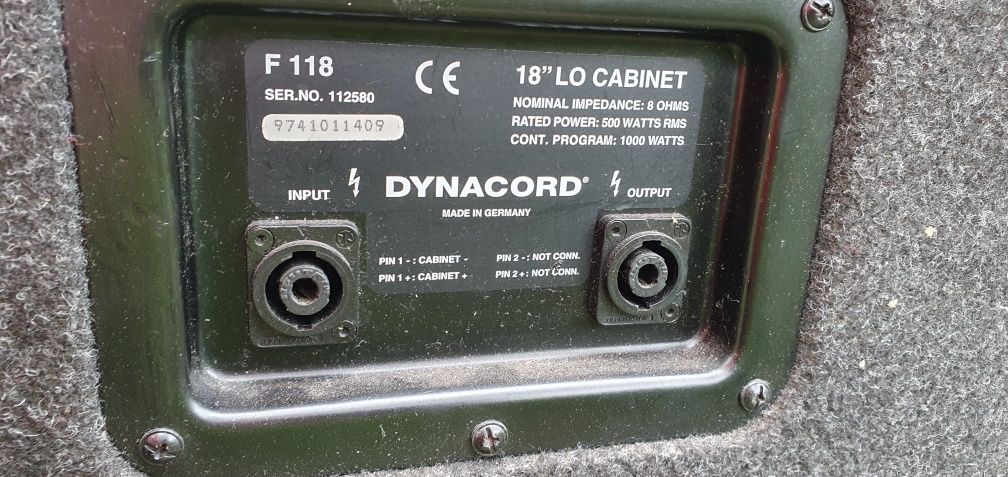 F 118
SER.NO. 112580
9741011409
CE
18" LO CABINET
NOMINAL IMPEDANCE: 8 OHMS
RATED POWER: 500 WATTS RMS
CONT. PROGRAM: 1000 WATTS
INPUT
DYNACORD®
OUTPUT
MADE IN GERMANY
PIN 1 - : CABINET -
PIN 1 + : CABINET +
PIN 2 - : NOT CONN.
PIN 2 + : NOT CONN.